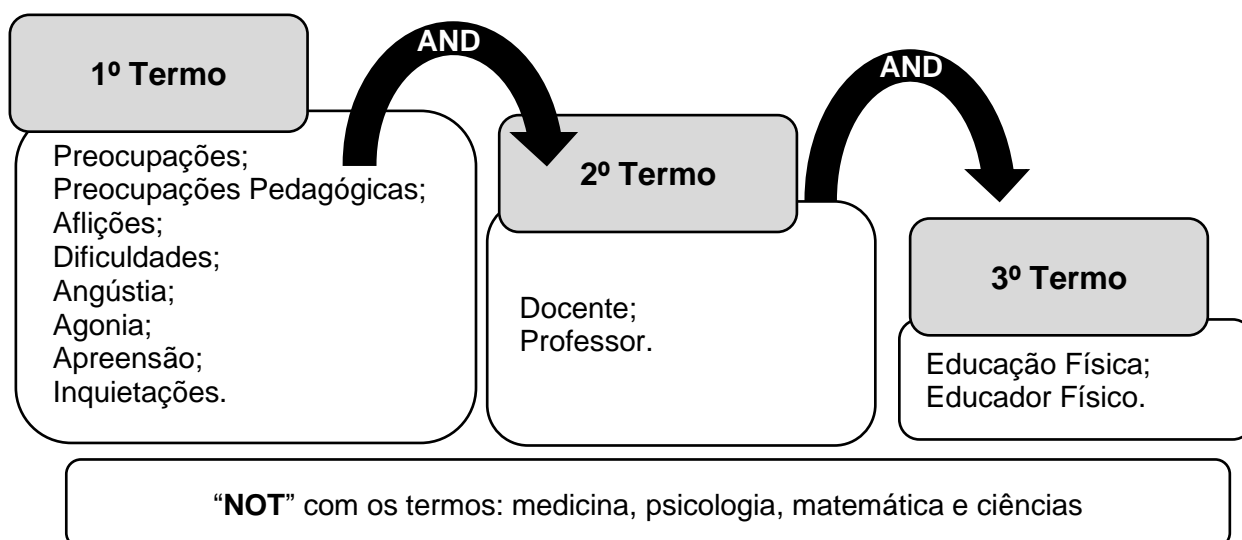 1º Termo
Preocupações;
Preocupações Pedagógicas;
Aflições;
Dificuldades;
Angústia;
Agonia;
Apreensão;
Inquietações.
AND
2º Termo
Docente;
Professor.
AND
3º Termo
Educação Física;
Educador Físico.
“NOT” com os termos: medicina, psicologia, matemática e ciências